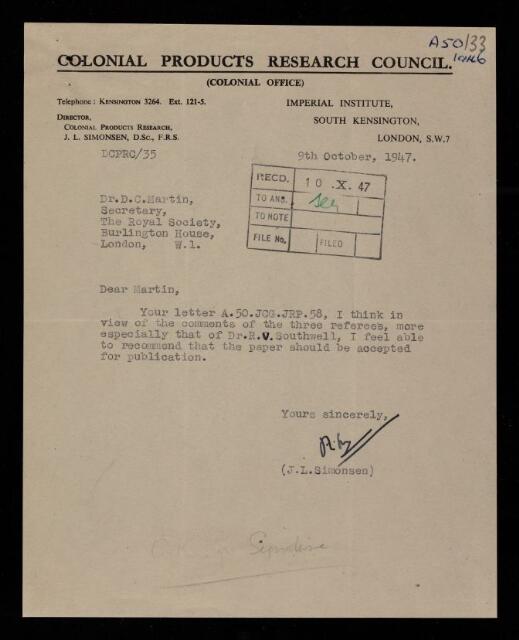 A50/33
COLONIAL PRODUCTS RESEARCH COUNCIL.
(COLONIAL OFFICE)
Telephone: KENSINGTON 3264. Ext. 121-5.
DIRECTOR,
COLONIAL PRODUCTS RESEARCH,
J. L. SIMONSEN, D.Sc., F.R.S.
IMPERIAL INSTITUTE,
SOUTH KENSINGTON,
LONDON, S.W.7
DCPRC/35
9th October, 1947.
RECD. 10 .X. 47
TO ANS.
TO NOTE
FILE No. FILED
Dr.D.C.Martin,
Secretary,
The Royal Society,
Burlington House,
London, W.1.
Dear Martin,
Your letter A.50.JCG.JRP.58, I think in
view of the comments of the three referees, more
especially that of Dr.R.V.Southwell, I feel able
to recommend that the paper should be accepted
for publication.
Yours sincerely,
(J.L.Simonsen)